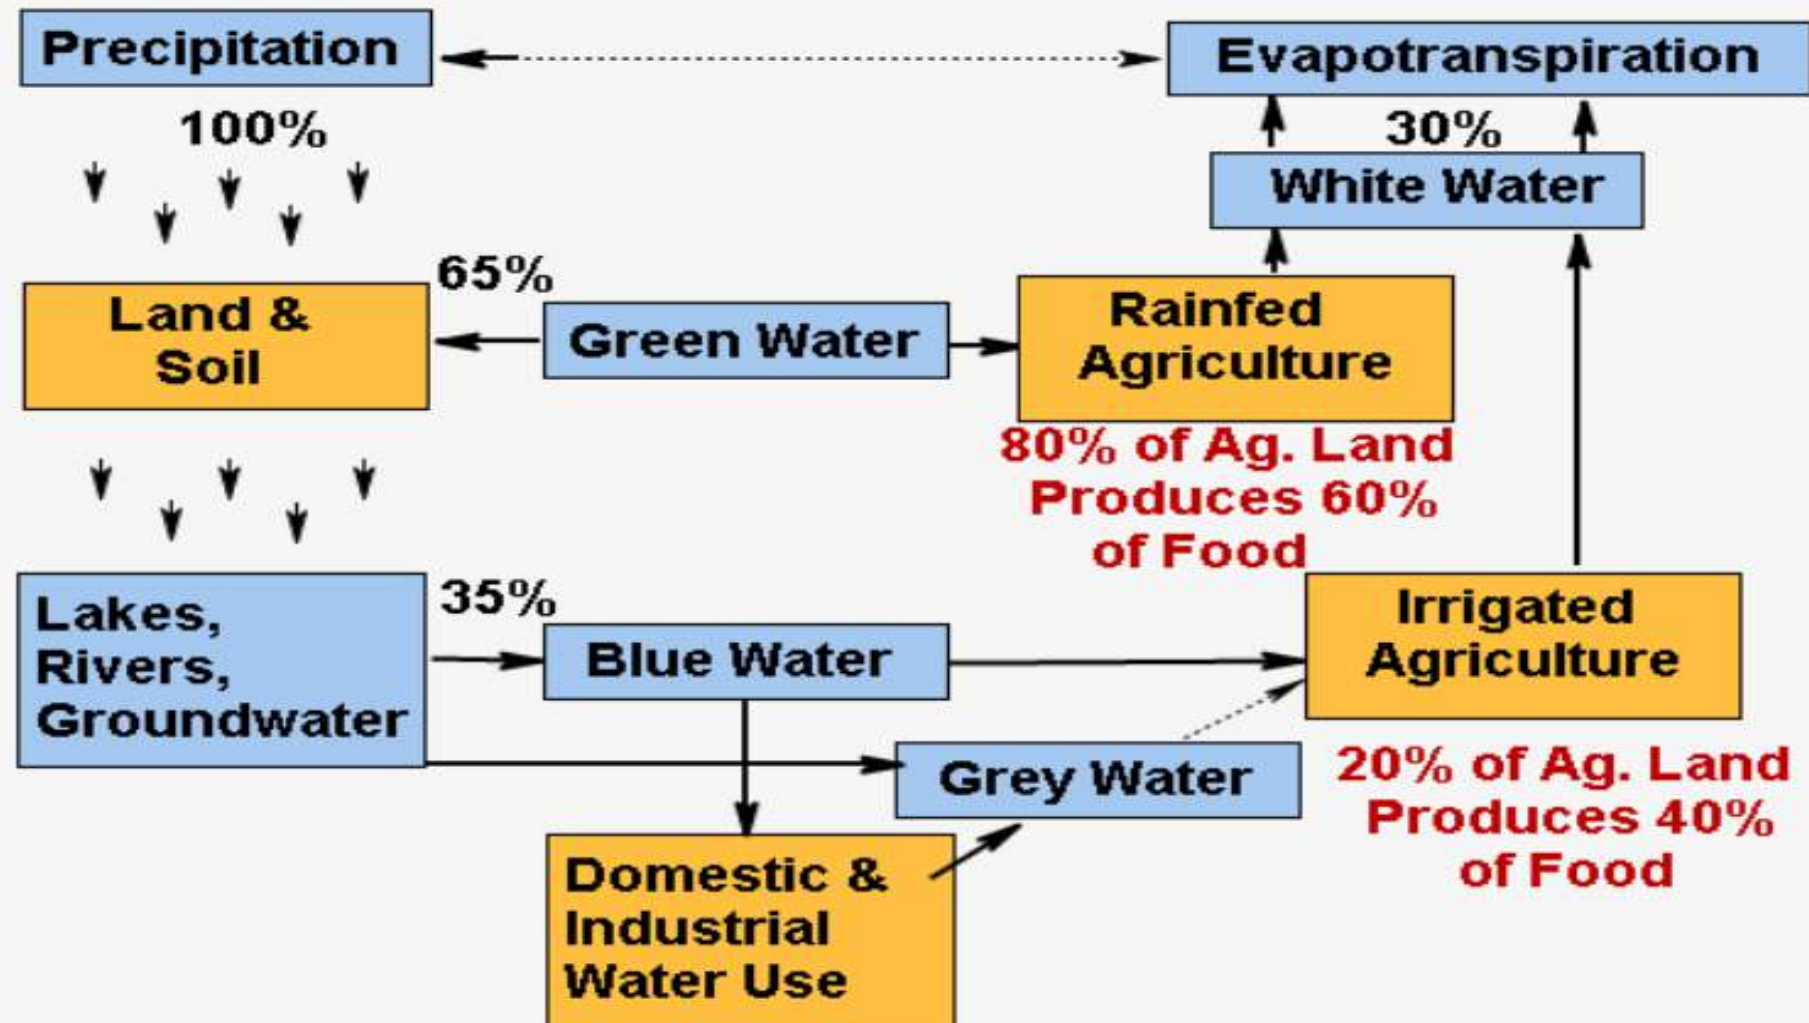 Precipitation
Evapotranspiration
100%
30%
White Water
65%
Land &
Soil
Green Water
Rainfed
Agriculture
80% of Ag. Land
Produces 60%
of Food
35%
Lakes,
Rivers,
Groundwater
Blue Water
Irrigated
Agriculture
Grey Water
20% of Ag. Land
Produces 40%
of Food
Domestic &
Industrial
Water Use